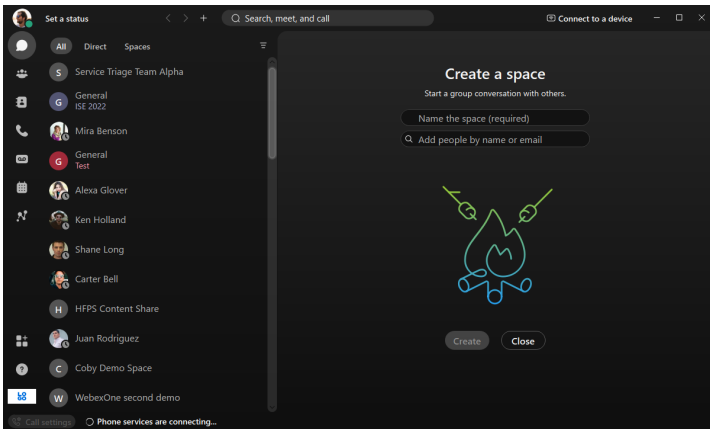 Set a status
Search, meet, and call
Connect to a device
All Direct Spaces
S Service Triage Team Alpha
G General
ISE 2022
Mira Benson
G General
Test
Alexa Glover
Ken Holland
Shane Long
Carter Bell
H HFPS Content Share
Juan Rodriguez
C Coby Demo Space
W WebexOne second demo
Call settings
Phone services are connecting...
Create a space
Start a group conversation with others.
Name the space (required)
Add people by name or email
Create Close